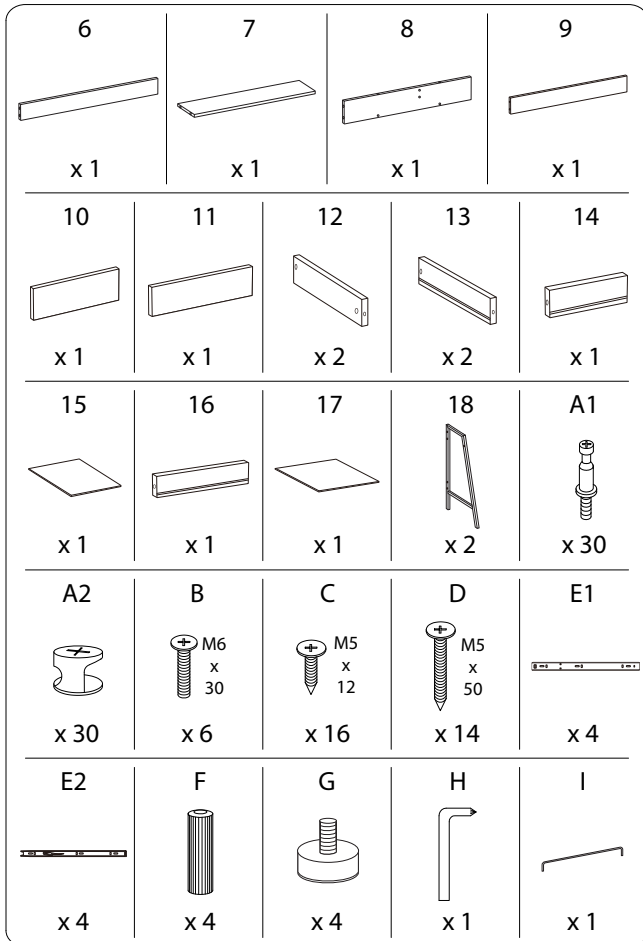 6 7 8 9
x 1 x 1 x 1 x 1
10 11 12 13 14
x 1 x 1 x 2 x 2 x 1
15 16 17 18 A1
x 1 x 1 x 1 x 2 x 30
A2 B C D E1
M6 M5 M5
x x x
30 12 50
x 30 x 6 x 16 x 14 x 4
E2 F G H I
x 4 x 4 x 4 x 1 x 1